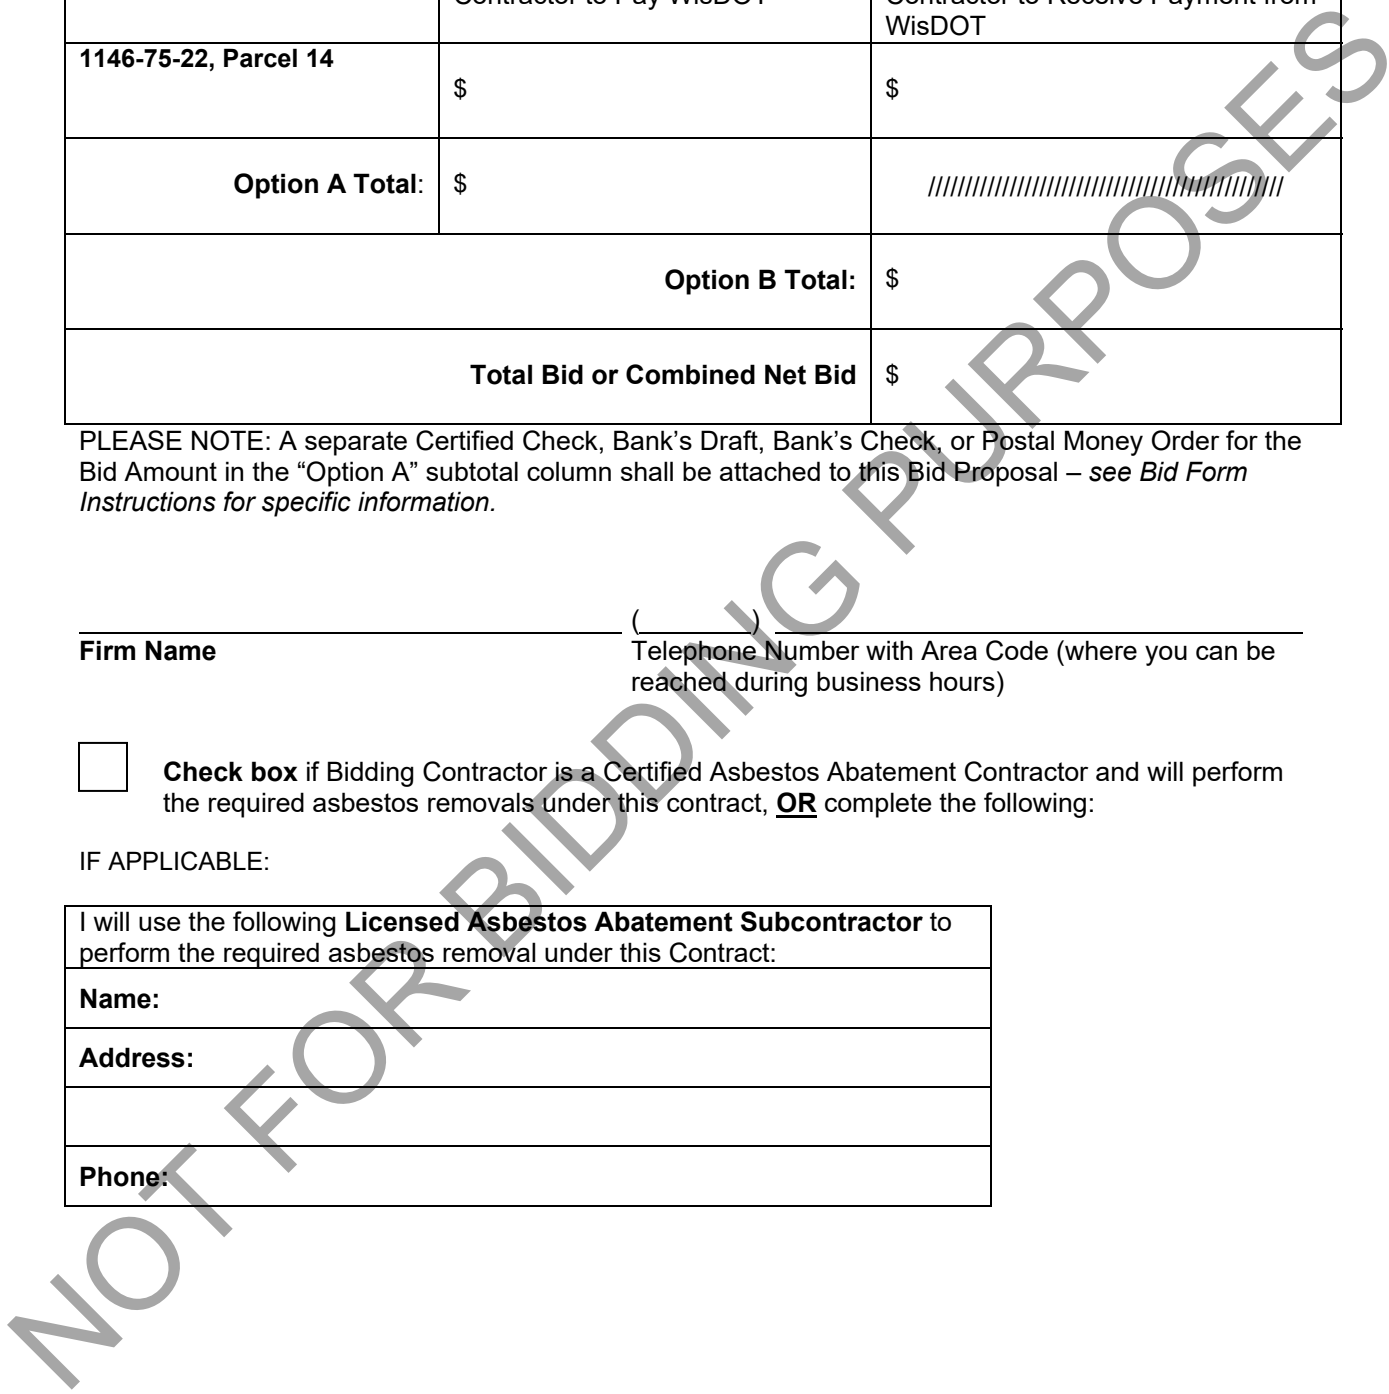 Contractor to Pay WisDOT
Contractor to Receive Payment from
WisDOT
1146-75-22, Parcel 14
$
$
Option A Total:
$
////////////////////////////////////////////////
Option B Total:
$
Total Bid or Combined Net Bid
$
PLEASE NOTE: A separate Certified Check, Bank’s Draft, Bank’s Check, or Postal Money Order for the
Bid Amount in the “Option A” subtotal column shall be attached to this Bid Proposal – see Bid Form
Instructions for specific information.
(________)
Firm Name
Telephone Number with Area Code (where you can be
reached during business hours)
Check box if Bidding Contractor is a Certified Asbestos Abatement Contractor and will perform
the required asbestos removals under this contract, OR complete the following:
IF APPLICABLE:
I will use the following Licensed Asbestos Abatement Subcontractor to
perform the required asbestos removal under this Contract:
Name:
Address:
Phone:
NOT FOR BIDDING PURPOSES